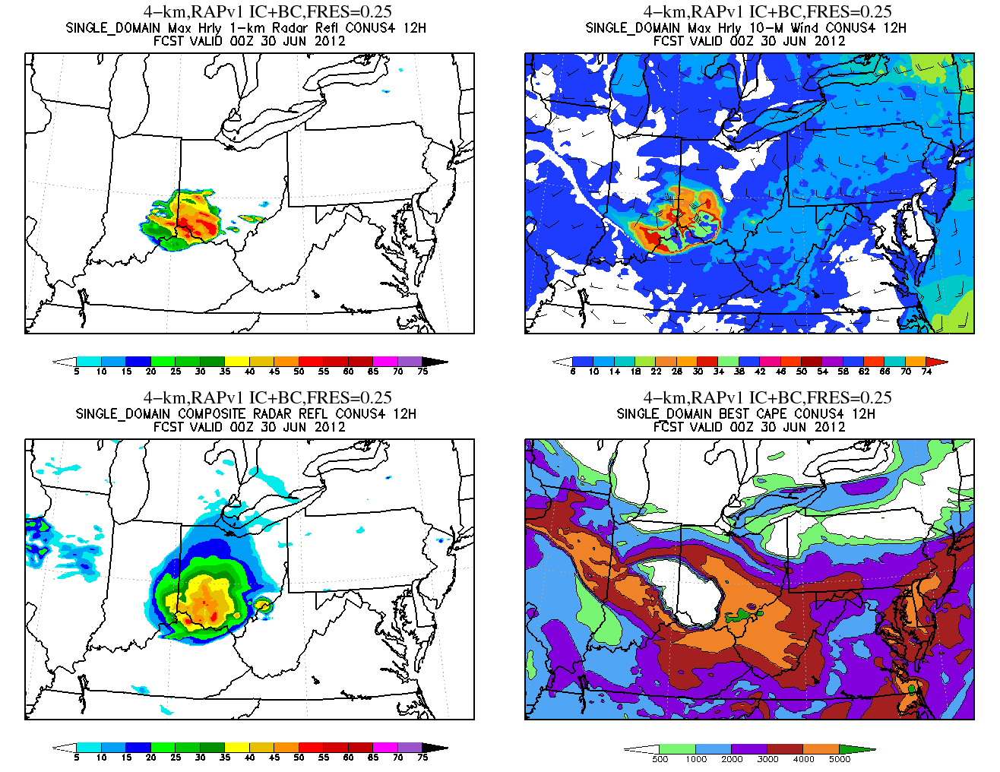 4-km,RAPv1 IC+BC,FRES=0.25
SINGLE_DOMAIN Max Hrly 1-km Radar Refl CONUS4 12H
FCST VALID 00Z 30 JUN 2012
5 10 15 20 25 30 35 40 45 50 55 60 65 70 75
4-km,RAPv1 IC+BC,FRES=0.25
SINGLE_DOMAIN Max Hrly 10-M Wind CONUS4 12H
FCST VALID 00Z 30 JUN 2012
6 10 14 18 22 26 30 34 38 42 46 50 54 58 62 66 70 74
4-km,RAPv1 IC+BC,FRES=0.25
SINGLE_DOMAIN COMPOSITE RADAR REFL CONUS4 12H
FCST VALID 00Z 30 JUN 2012
5 10 15 20 25 30 35 40 45 50 55 60 65 70 75
4-km,RAPv1 IC+BC,FRES=0.25
SINGLE_DOMAIN BEST CAPE CONUS4 12H
FCST VALID 00Z 30 JUN 2012
500 1000 2000 3000 4000 5000